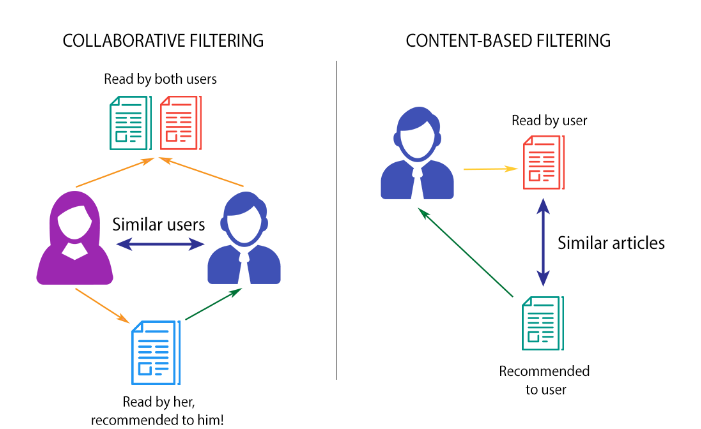 COLLABORATIVE FILTERING
Read by both users
Similar users
Read by her,
recommended to him!
CONTENT-BASED FILTERING
Read by user
Similar articles
Recommended
to user